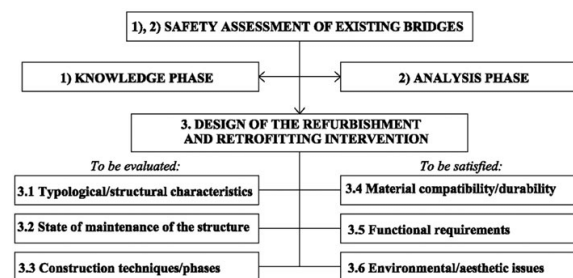 1), 2) SAFETY ASSESSMENT OF EXISTING BRIDGES
1) KNOWLEDGE PHASE
2) ANALYSIS PHASE
3. DESIGN OF THE REFURBISHMENT
AND RETROFITTING INTERVENTION
To be evaluated:
3.1 Typological/structural characteristics
3.2 State of maintenance of the structure
3.3 Construction techniques/phases
To be satisfied:
3.4 Material compatibility/durability
3.5 Functional requirements
3.6 Environmental/aesthetic issues